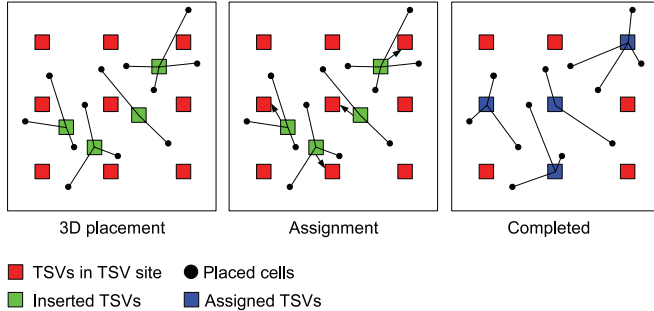 3D placement
Assignment
Completed
TSVs in TSV site
Placed cells
Inserted TSVs
Assigned TSVs